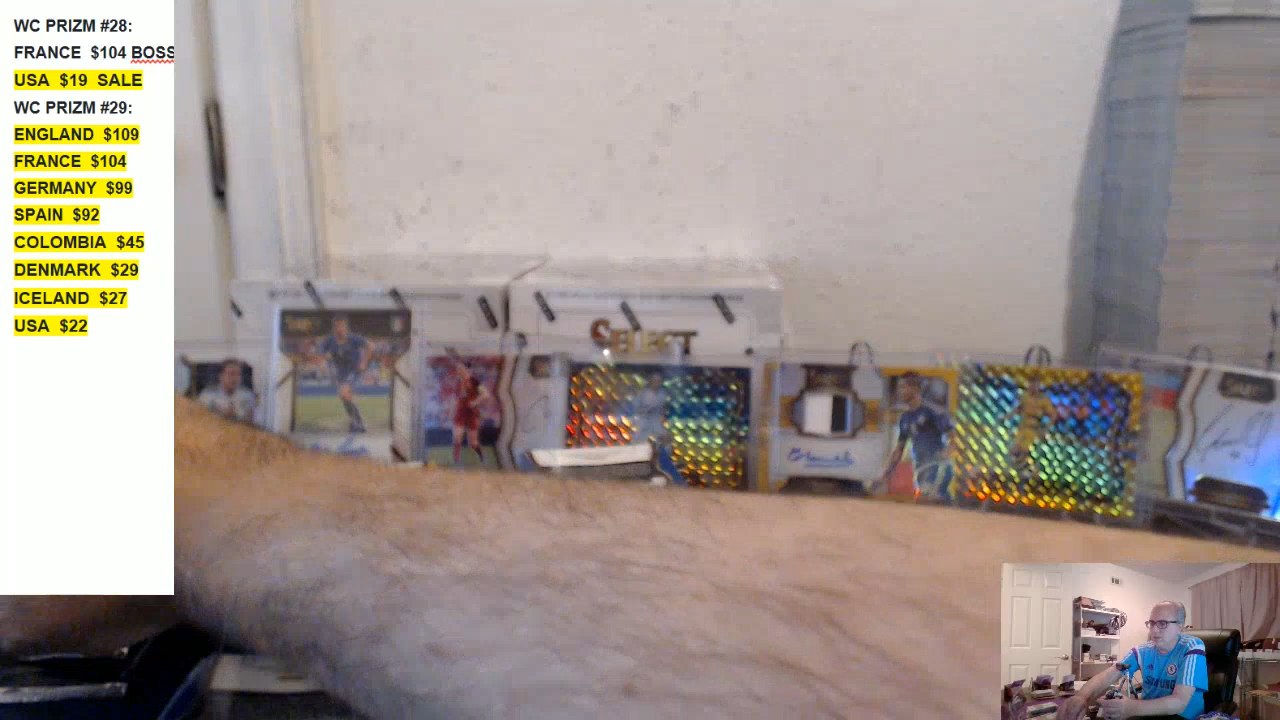 WC PRIZM #28:
FRANCE $104 BOSS
USA $19 SALE
WC PRIZM #29:
ENGLAND $109
FRANCE $104
GERMANY $99
SPAIN $92
COLOMBIA $45
DENMARK $29
ICELAND $27
USA $22
SELECT